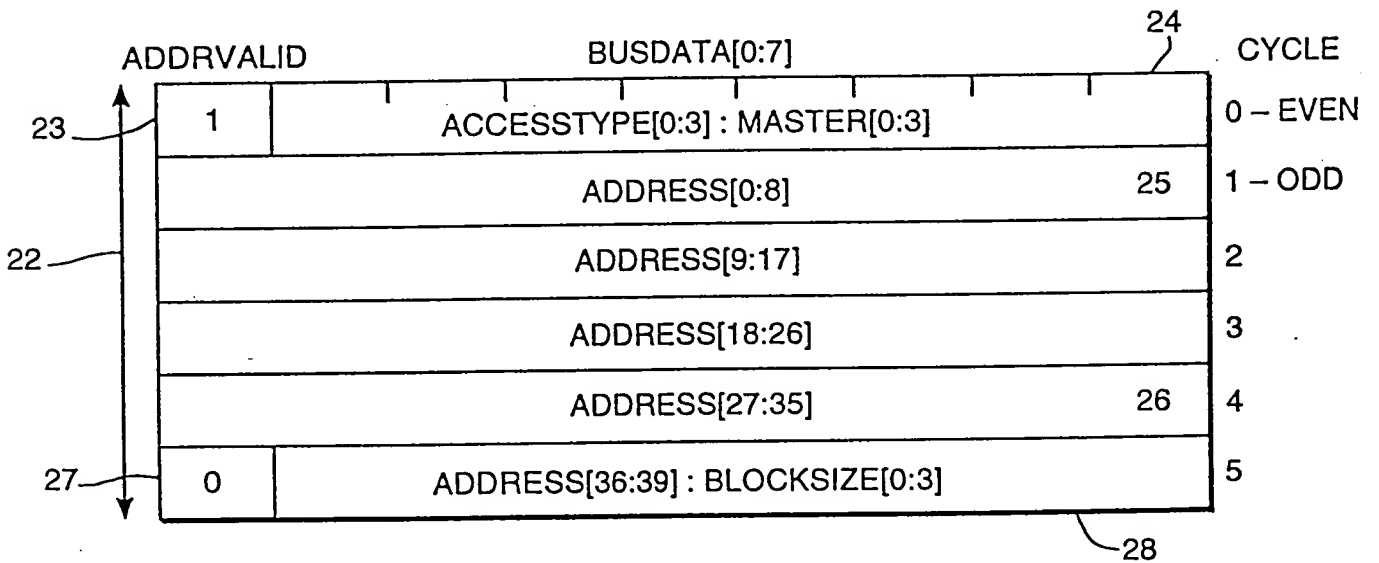 24
ADDRVALID BUSDATA[0:7] CYCLE
23 1 ACCESSTYPE[0:3] : MASTER[0:3] 0 – EVEN
ADDRESS[0:8] 25 1 – ODD
22 ADDRESS[9:17] 2
ADDRESS[18:26] 3
ADDRESS[27:35] 26 4
27 0 ADDRESS[36:39] : BLOCKSIZE[0:3] 5
28